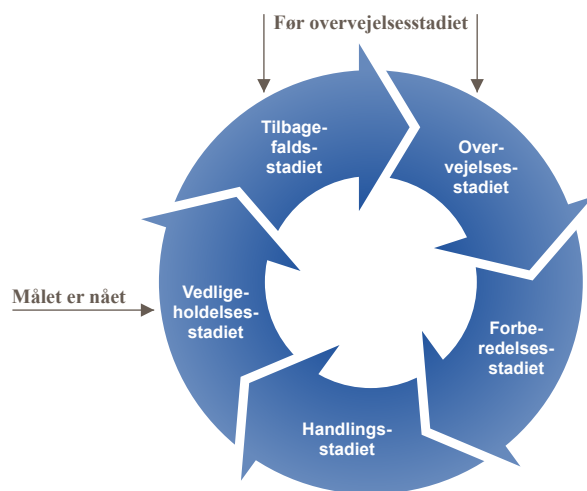 Før overvejelsesstadiet
Tilbage-
falds-
stadiet
Over-
vejelses-
stadiet
Målet er nået
Vedlige-
holdelses-
stadiet
Forbe-
redelses-
stadiet
Handlings-
stadiet